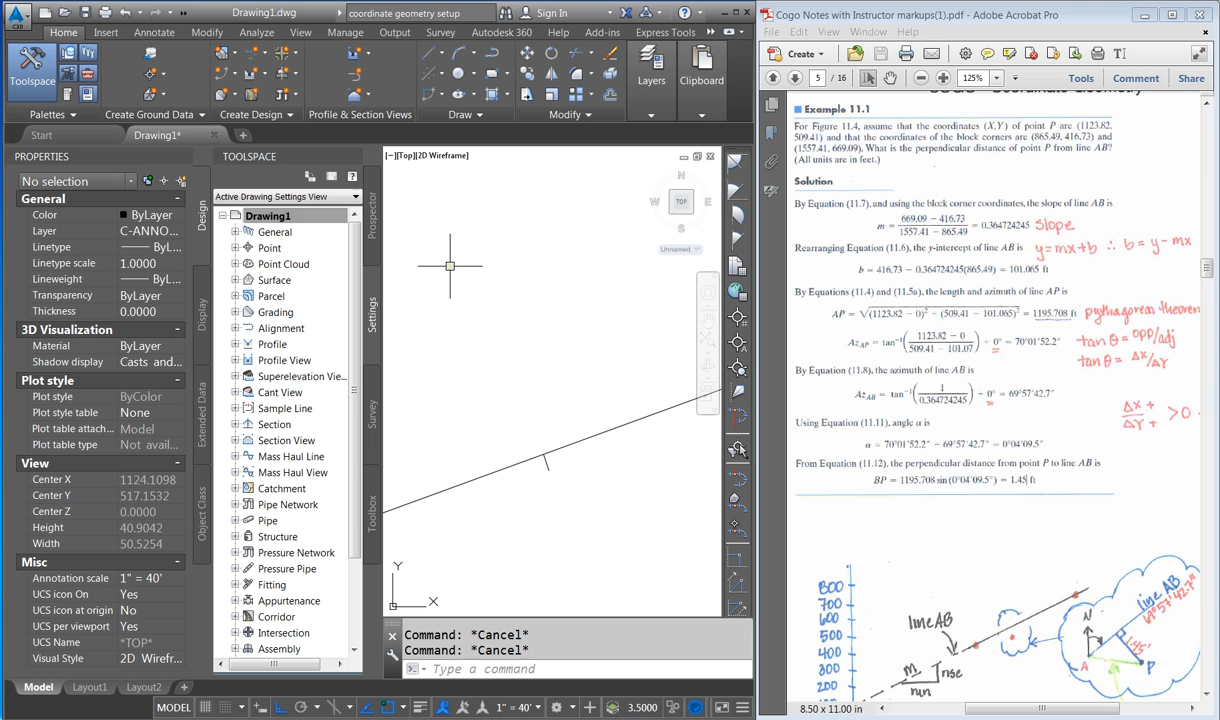 Drawing1.dwg
coordinate geometry setup
Sign In
C3D
Home Insert Annotate Modify Analyze View Manage Output Survey Autodesk 360 Help Add-ins Express Tools
Toolspace
Layers
Clipboard
Palettes
Create Ground Data
Create Design
Profile & Section Views
Draw
Modify
Start
Drawing1*
PROPERTIES
No selection
General
Color ByLayer
Layer C-ANNO...
Linetype ByL...
Linetype scale 1.0000
Lineweight ByL...
Transparency ByLayer
Thickness 0.0000
3D Visualization
Material ByLayer
Shadow display Casts and...
Plot style
Plot style ByColor
Plot style table None
Plot table attach... Model
Plot table type Not avail...
View
Center X 1124.1098
Center Y 517.1532
Center Z 0.0000
Height 40.9042
Width 50.5254
Misc
Annotation scale 1" = 40'
UCS icon On Yes
UCS icon at origin No
UCS per viewport Yes
UCS Name *TOP*
Visual Style 2D Wirefr...
Design
Display
Extended Data
Object Class
TOOLSPACE
Active Drawing Settings View
Drawing1
General
Point
Point Cloud
Surface
Parcel
Grading
Alignment
Profile
Profile View
Superelevation Vie...
Cant View
Sample Line
Section
Section View
Mass Haul Line
Mass Haul View
Catchment
Pipe Network
Pipe
Structure
Pressure Network
Pressure Pipe
Fitting
Appurtenance
Corridor
Intersection
Assembly
Prospector
Settings
Survey
Toolbox
[−][Top][2D Wireframe]
N
W TOP E
S
Unnamed
Y
X
Command: *Cancel*
Command: *Cancel*
Type a command
Model Layout1 Layout2
MODEL 1" = 40' 3.5000
Cogo Notes with Instructor markups(1).pdf - Adobe Acrobat Pro
File Edit View Window Help
Create
5 / 16 125% Tools Comment Share
Example 11.1
For Figure 11.4, assume that the coordinates (X,Y) of point P are (1123.82,
509.41) and that the coordinates of the block corners are (865.49, 416.73) and
(1557.41, 669.09). What is the perpendicular distance of point P from line AB?
(All units are in feet.)
Solution
By Equation (11.7), and using the block corner coordinates, the slope of line AB is
m = (669.09 − 416.73)/(1557.41 − 865.49) = 0.364724245 Slope
Rearranging Equation (11.6), the y-intercept of line AB is y=mx+b ∴ b=y-mx
b = 416.73 − 0.364724245(865.49) = 101.065 ft
By Equations (11.4) and (11.5a), the length and azimuth of line AP is
AP = √(1123.82 − 0)² + (509.41 − 101.065)² = 1195.708 ft pythagorean theorem
Az_AP = tan⁻¹((1123.82 − 0)/(509.41 − 101.07)) + 0° = 70°01'52.2" tan θ = opp/adj
tan θ = ΔX/ΔY
By Equation (11.8), the azimuth of line AB is
Az_AB = tan⁻¹(1/0.364724245) + 0° = 69°57'42.7"
ΔX + / ΔY + >0
Using Equation (11.11), angle α is
α = 70°01'52.2" − 69°57'42.7" = 0°04'09.5"
From Equation (11.12), the perpendicular distance from point P to line AB is
BP = 1195.708 sin(0°04'09.5") = 1.45 ft
800
700
600
500
400
300
200
line AB
m
rise
run
N
line AB
69°57'42.7"
1.45'
A
P
8.50 x 11.00 in